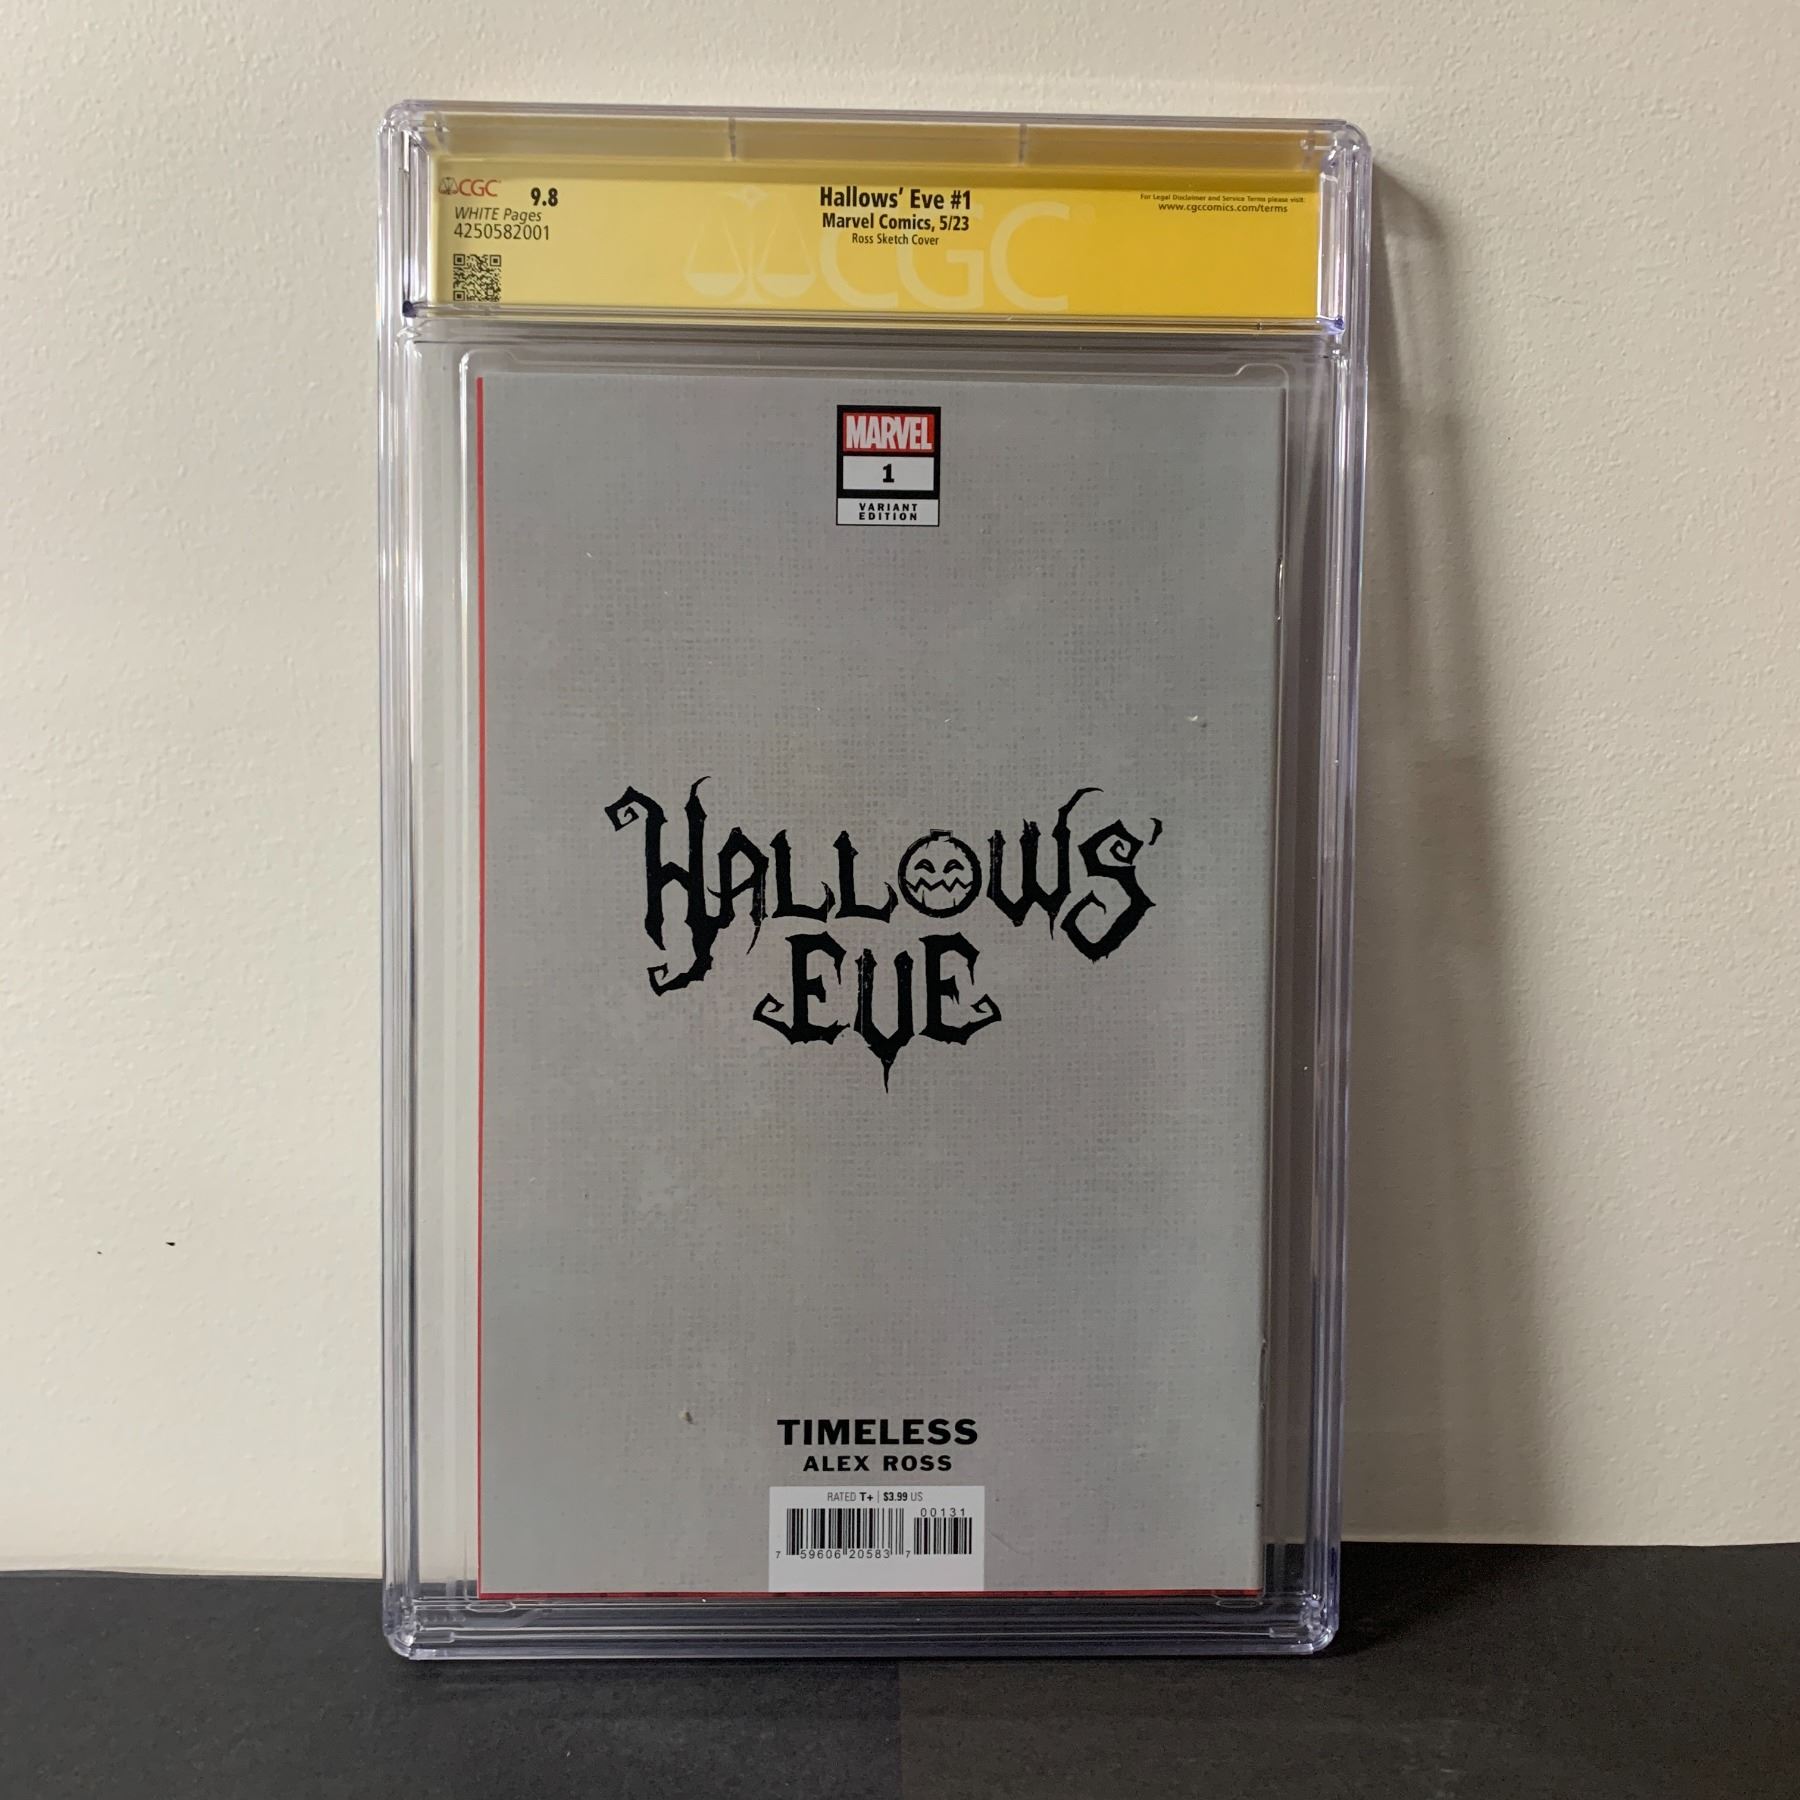 CGC 9.8
WHITE Pages
4250582001
Hallows' Eve #1
Marvel Comics, 5/23
Ross Sketch Cover
For Legal Disclaimer and Service Terms please visit:
www.cgccomics.com/terms
CGC
MARVEL
1
VARIANT
EDITION
HALLOWS'
EVE
TIMELESS
ALEX ROSS
RATED T+ | $3.99 US
00131
7 59606 20583 7